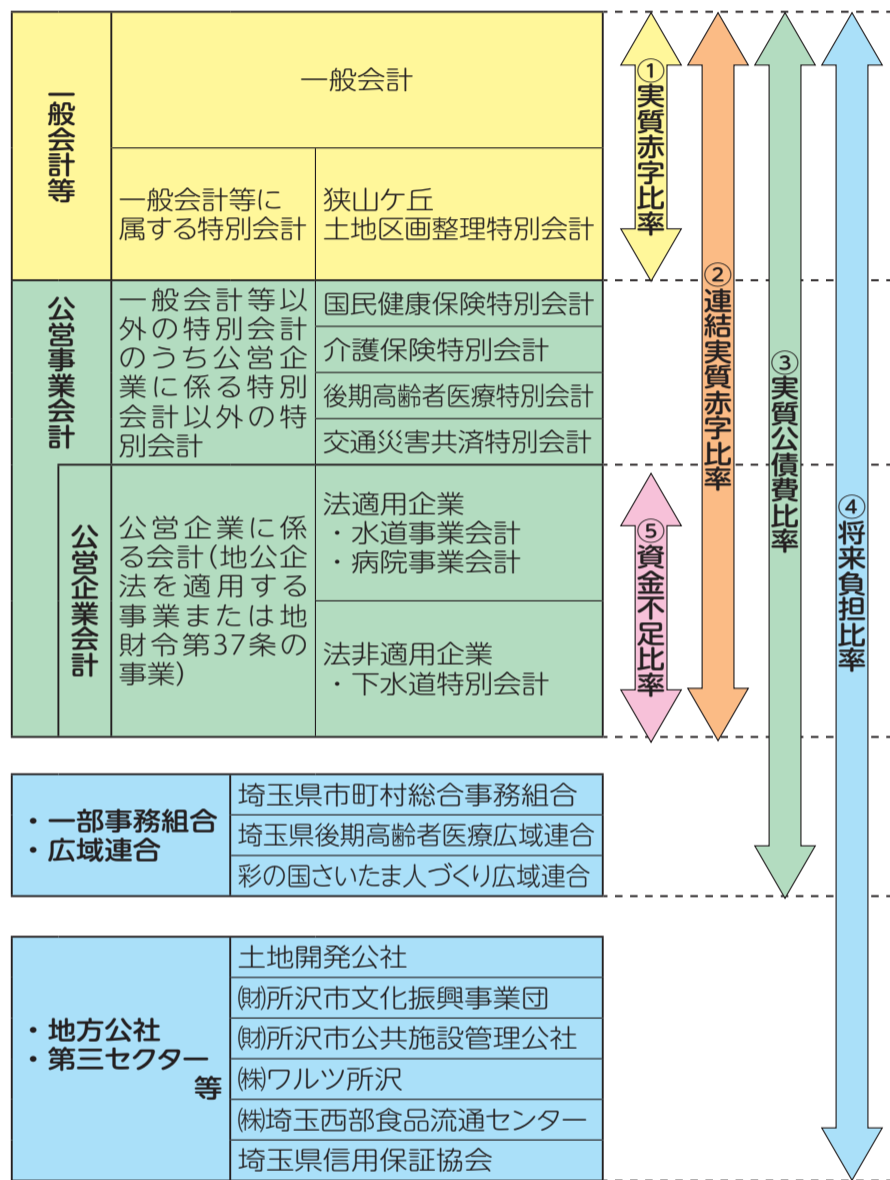 一般会計等
一般会計
一般会計等に
属する特別会計
狭山ケ丘
土地区画整理特別会計
公営事業会計
一般会計等以
外の特別会計
のうち公営企
業に係る特別
会計以外の特
別会計
国民健康保険特別会計
介護保険特別会計
後期高齢者医療特別会計
交通災害共済特別会計
公営企業会計
公営企業に係
る会計(地公企
法を適用する
事業または地
財令第37条の
事業)
法適用企業
・水道事業会計
・病院事業会計
法非適用企業
・下水道特別会計
①実質赤字比率
②連結実質赤字比率
③実質公債費比率
④将来負担比率
⑤資金不足比率
・一部事務組合
・広域連合
埼玉県市町村総合事務組合
埼玉県後期高齢者医療広域連合
彩の国さいたま人づくり広域連合
・地方公社
・第三セクター
等
土地開発公社
㈶所沢市文化振興事業団
㈶所沢市公共施設管理公社
㈱ワルツ所沢
㈱埼玉西部食品流通センター
埼玉県信用保証協会